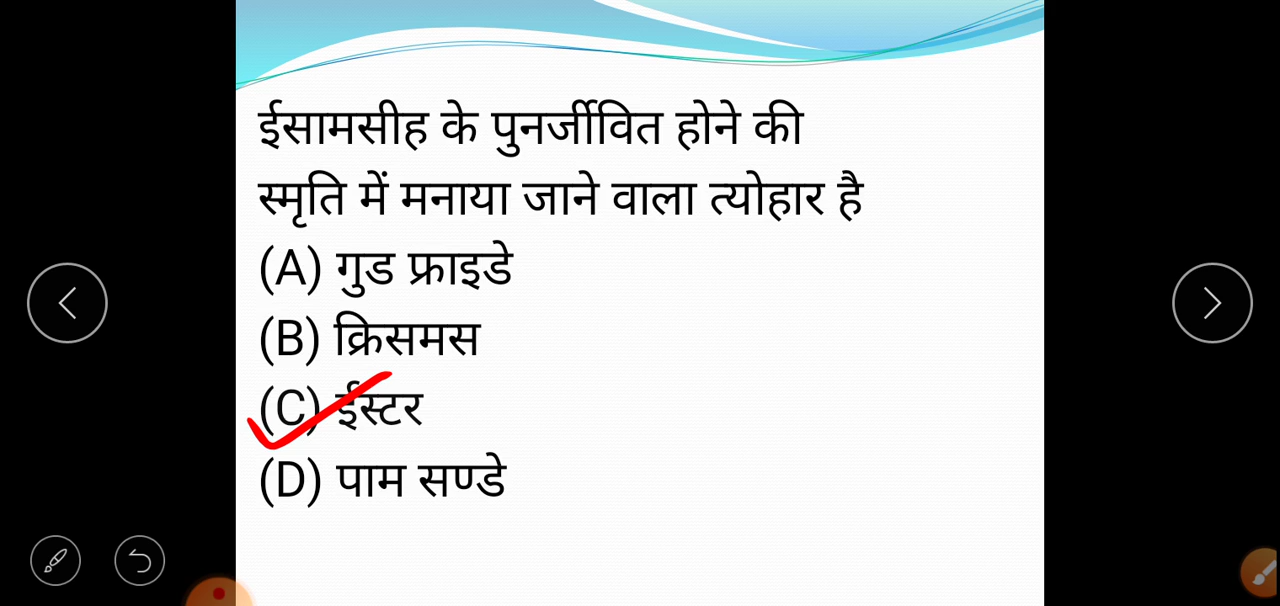 ईसामसीह के पुनर्जीवित होने की
स्मृति में मनाया जाने वाला त्योहार है
(A) गुड फ्राइडे
(B) क्रिसमस
(C) ईस्टर
(D) पाम सण्डे